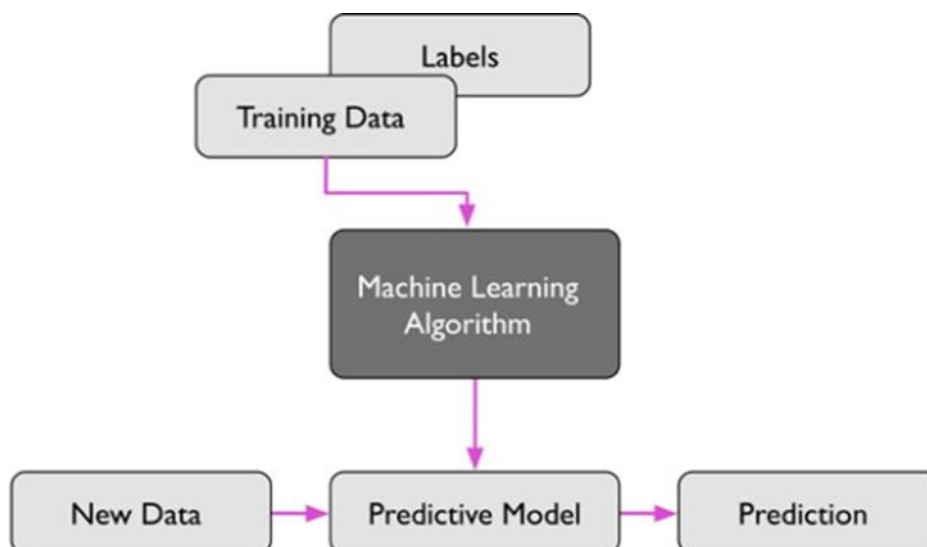 Labels
Training Data
Machine Learning
Algorithm
New Data
Predictive Model
Prediction